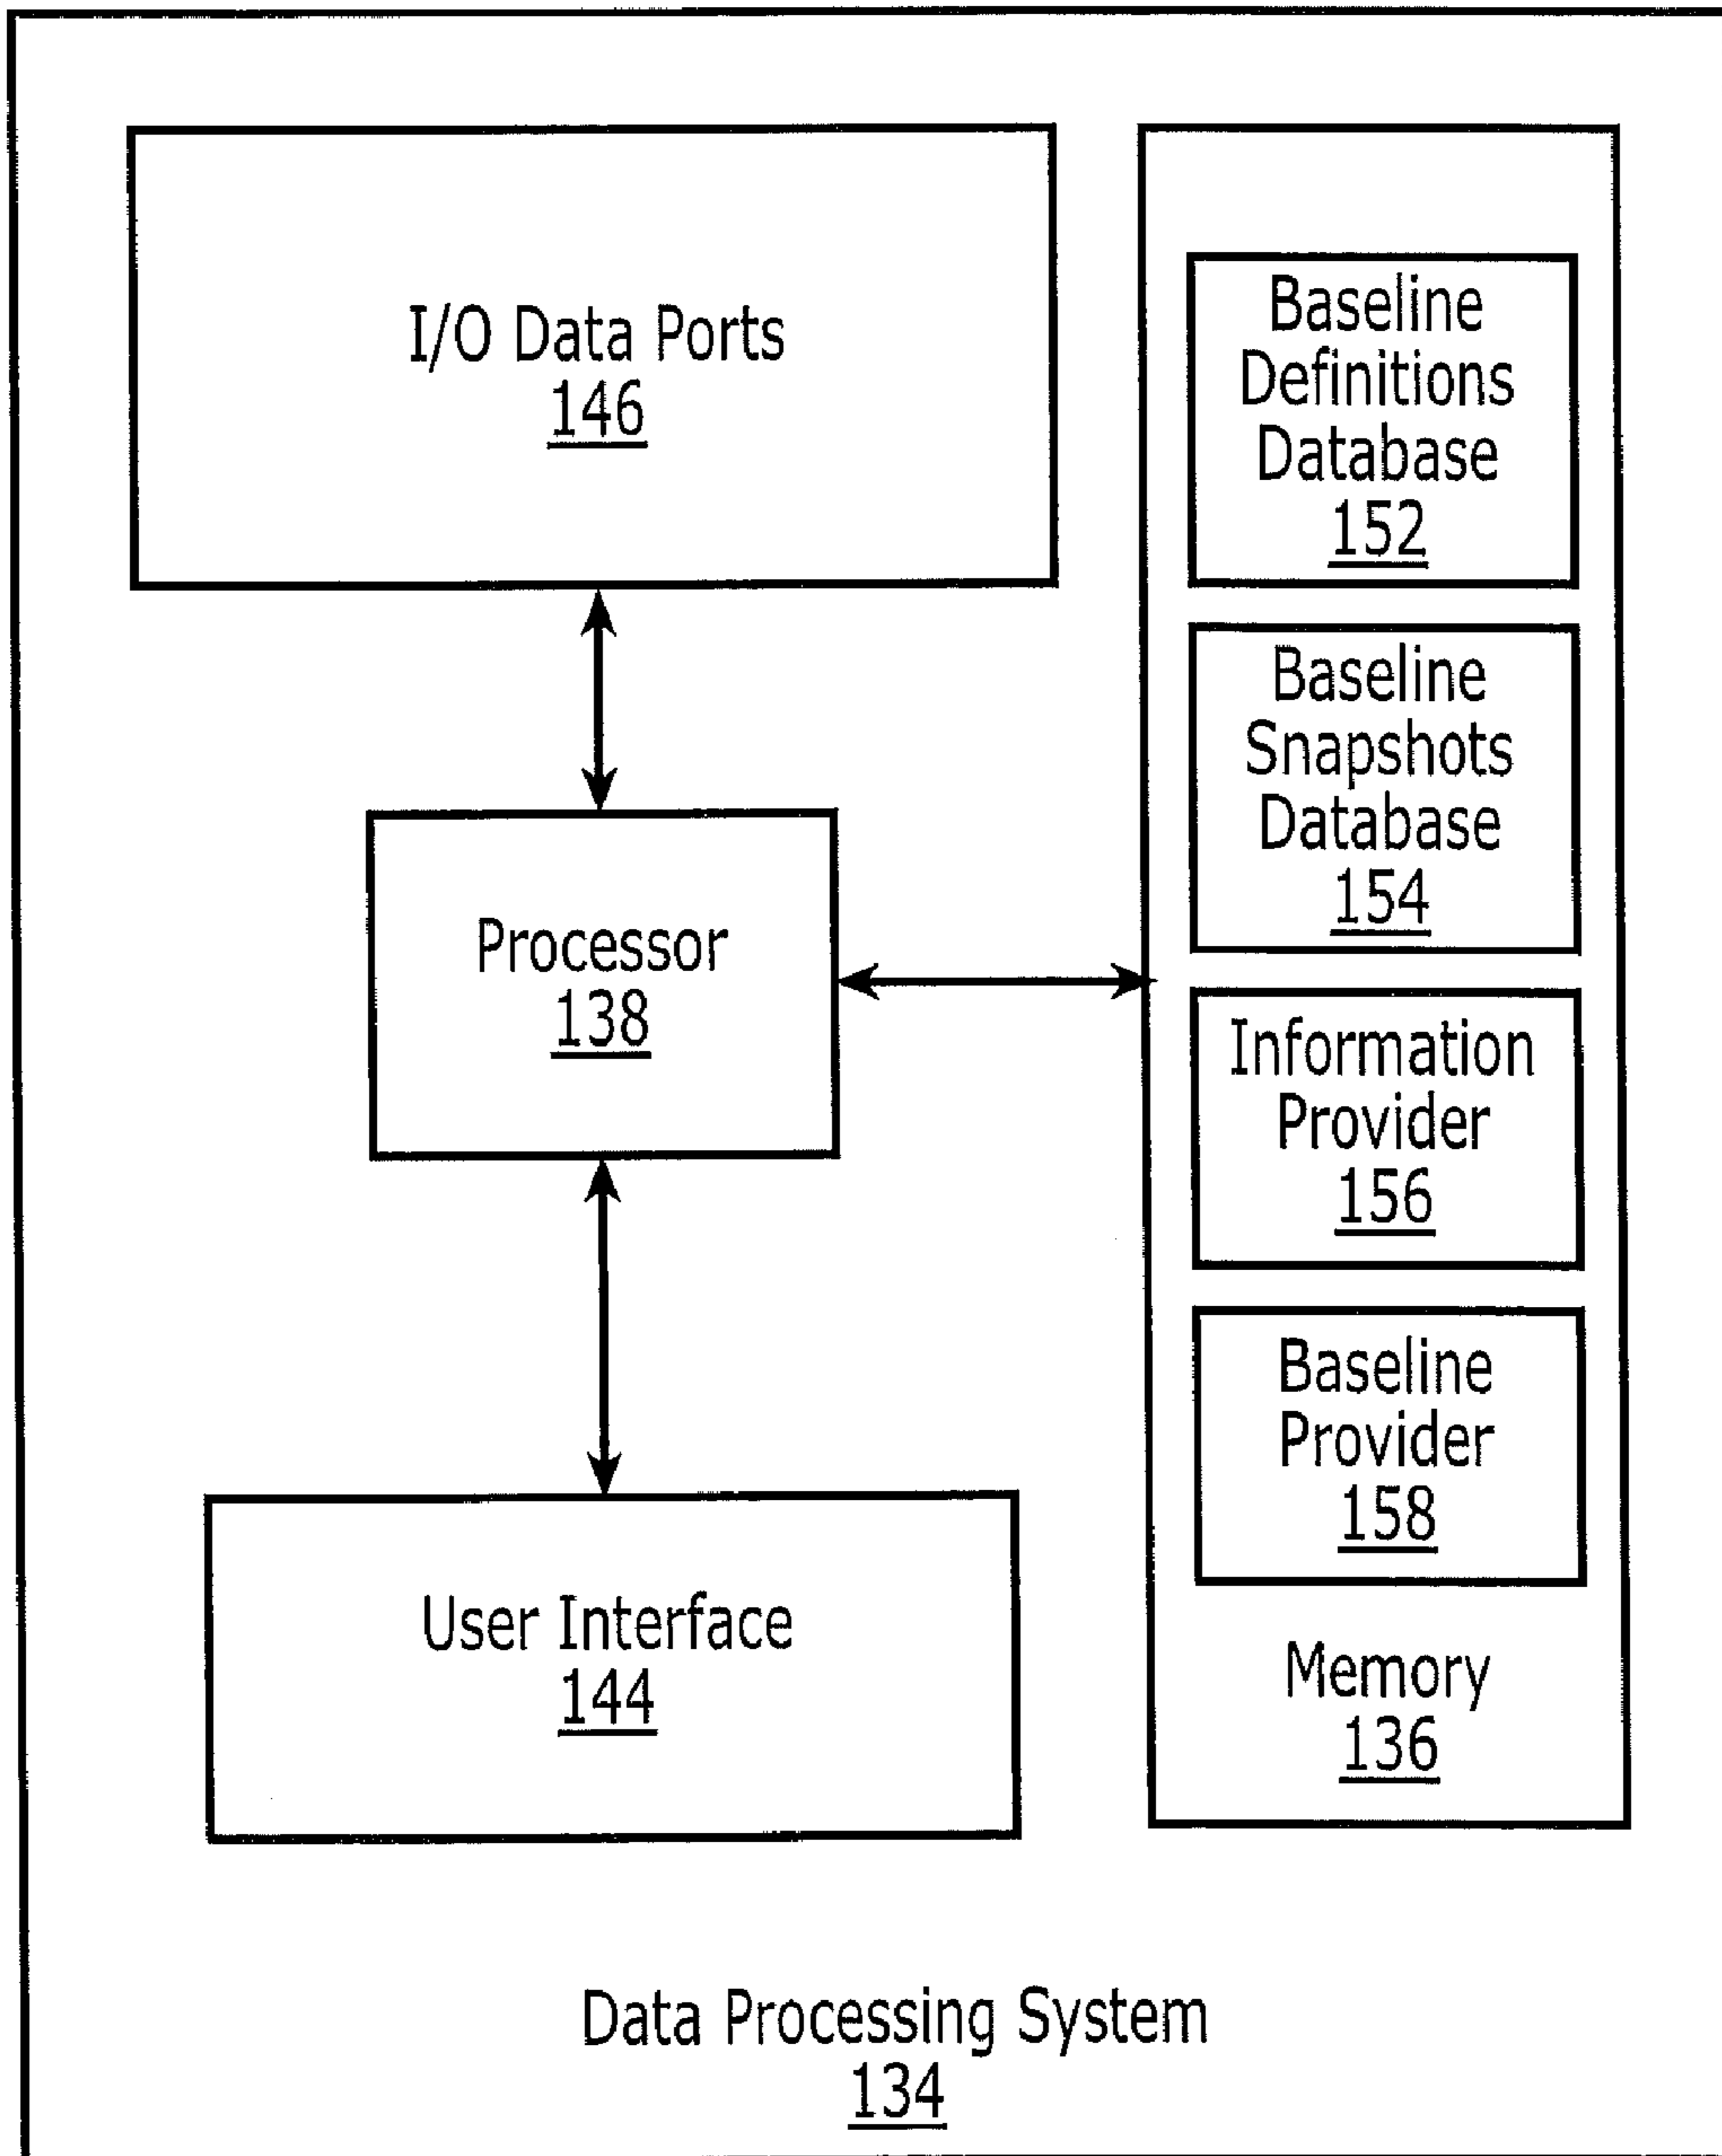 I/O Data Ports
146
Processor
138
User Interface
144
Baseline
Definitions
Database
152
Baseline
Snapshots
Database
154
Information
Provider
156
Baseline
Provider
158
Memory
136
Data Processing System
134